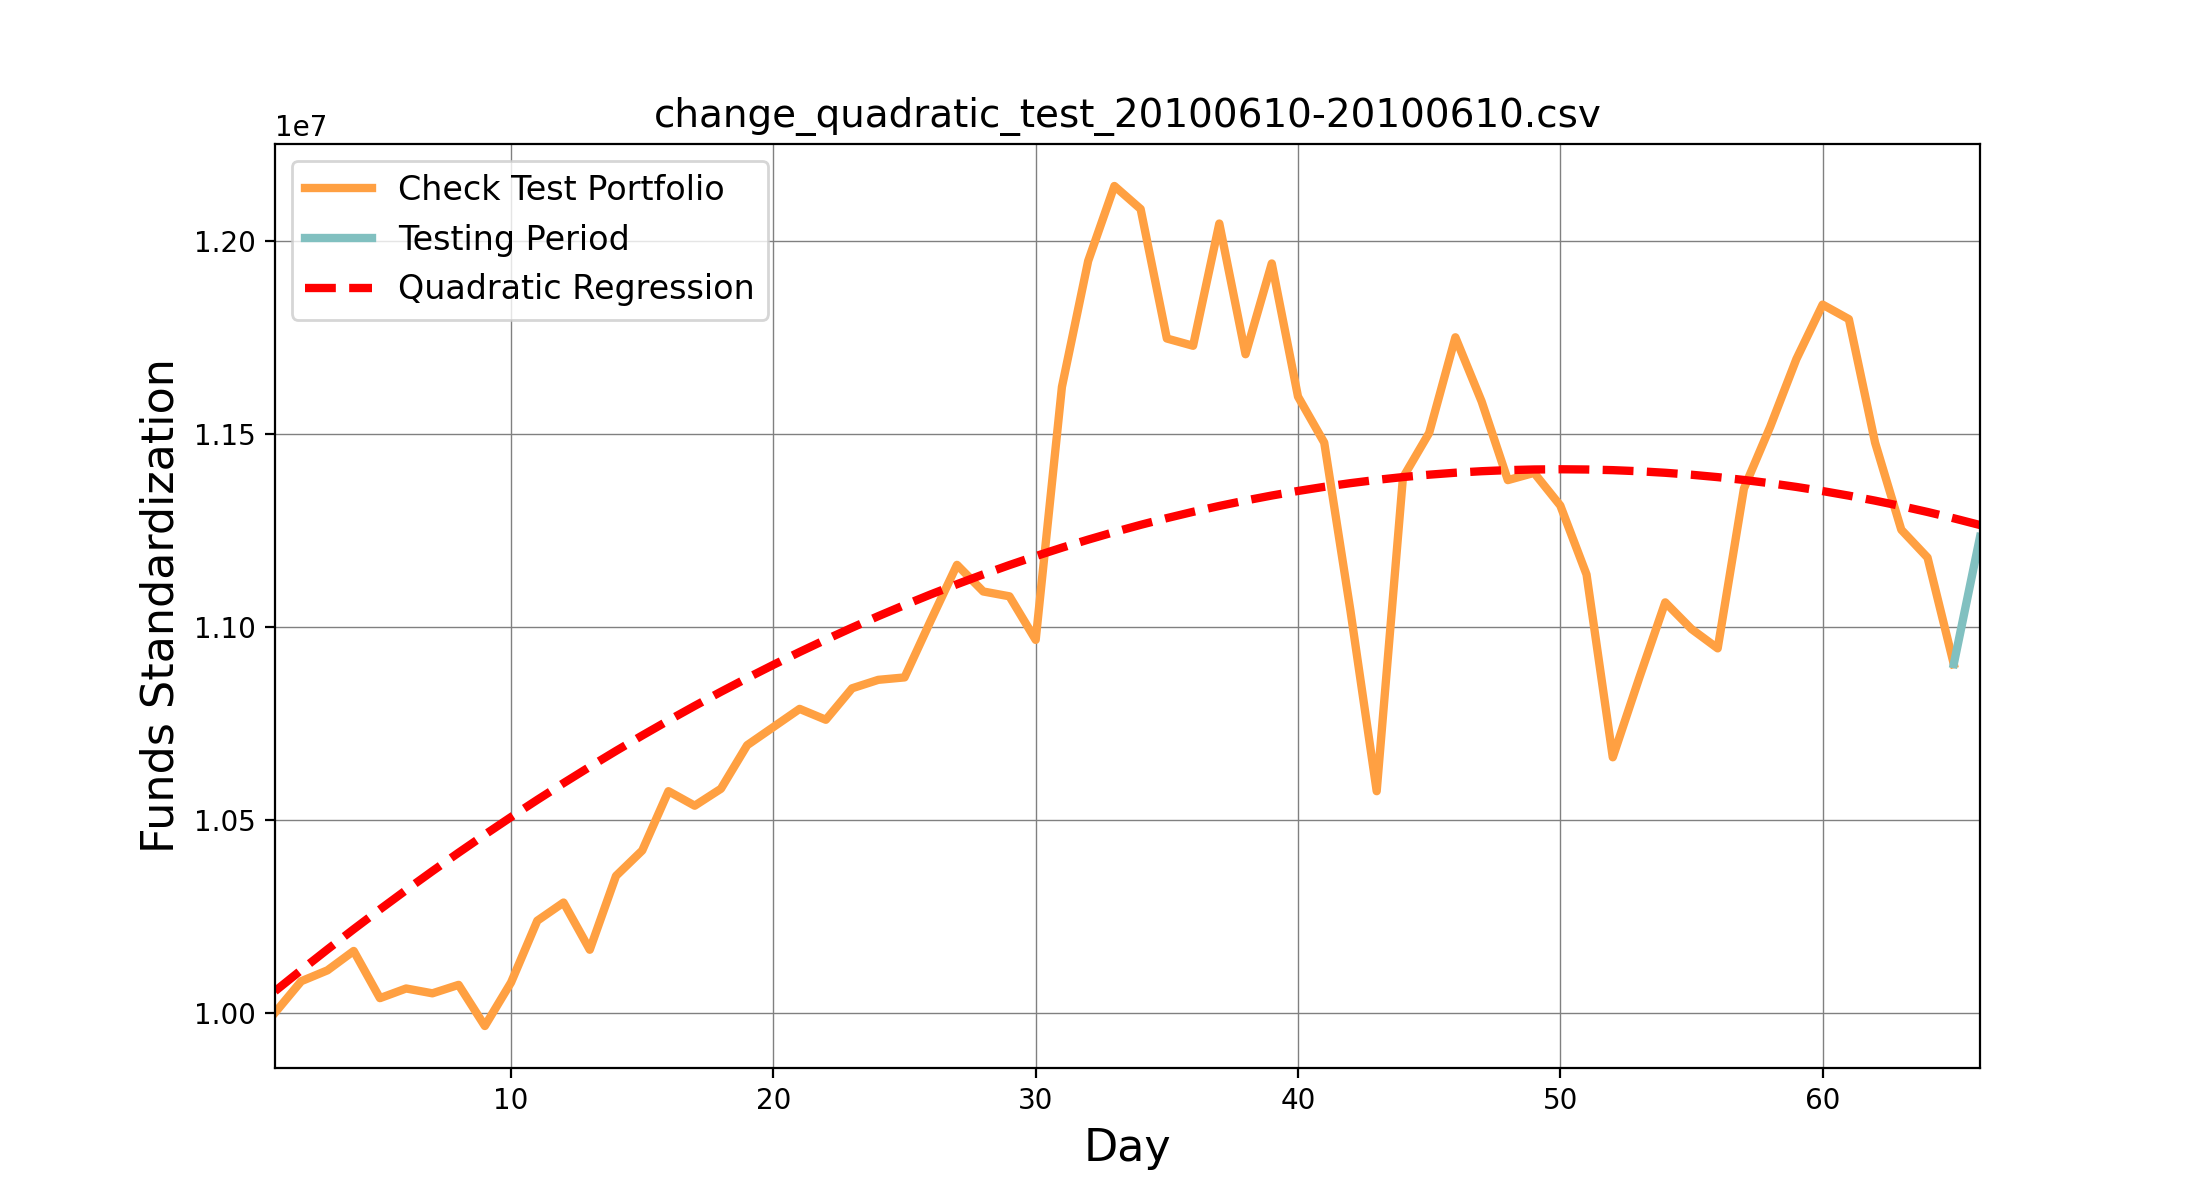 change_quadratic_test_20100610-20100610.csv
1e7
Check Test Portfolio
Testing Period
Quadratic Regression
Funds Standardization
1.20
1.15
1.10
1.05
1.00
10 20 30 40 50 60
Day